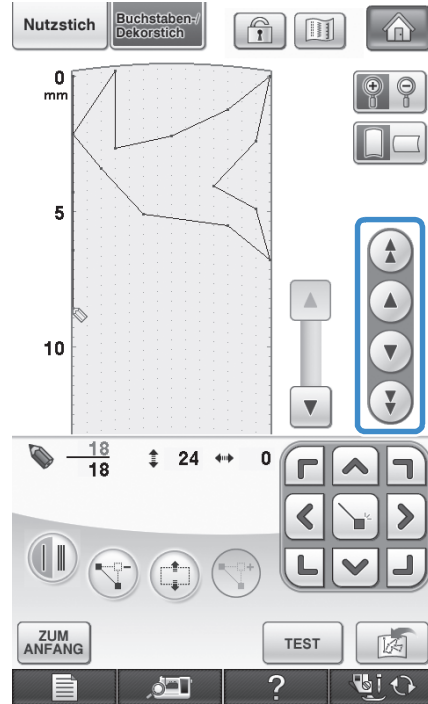 Nutzstich
Buchstaben-/
Dekorstich
0
mm
5
10
18
18
24
0
ZUM
ANFANG
TEST
?